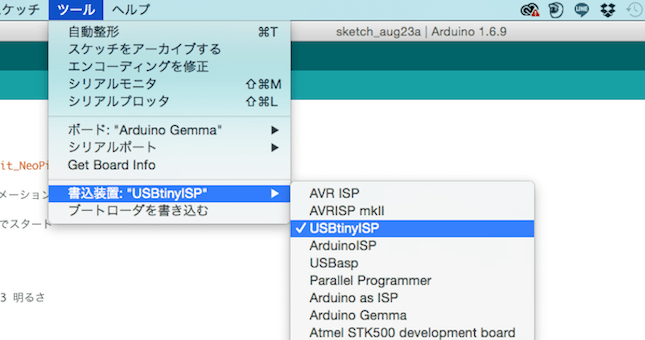 スケッチ ツール ヘルプ
自動整形 ⌘T
sketch_aug23a | Arduino 1.6.9
スケッチをアーカイブする
エンコーディングを修正
シリアルモニタ ⇧⌘M
シリアルプロッタ ⇧⌘L
ボード: "Arduino Gemma"
シリアルポート
Get Board Info
書込装置: "USBtinyISP"
ブートローダを書き込む
it_NeoPi
メーション
でスタート
3 明るさ
AVR ISP
AVRISP mkII
✓ USBtinyISP
ArduinoISP
USBasp
Parallel Programmer
Arduino as ISP
Arduino Gemma
Atmel STK500 development board